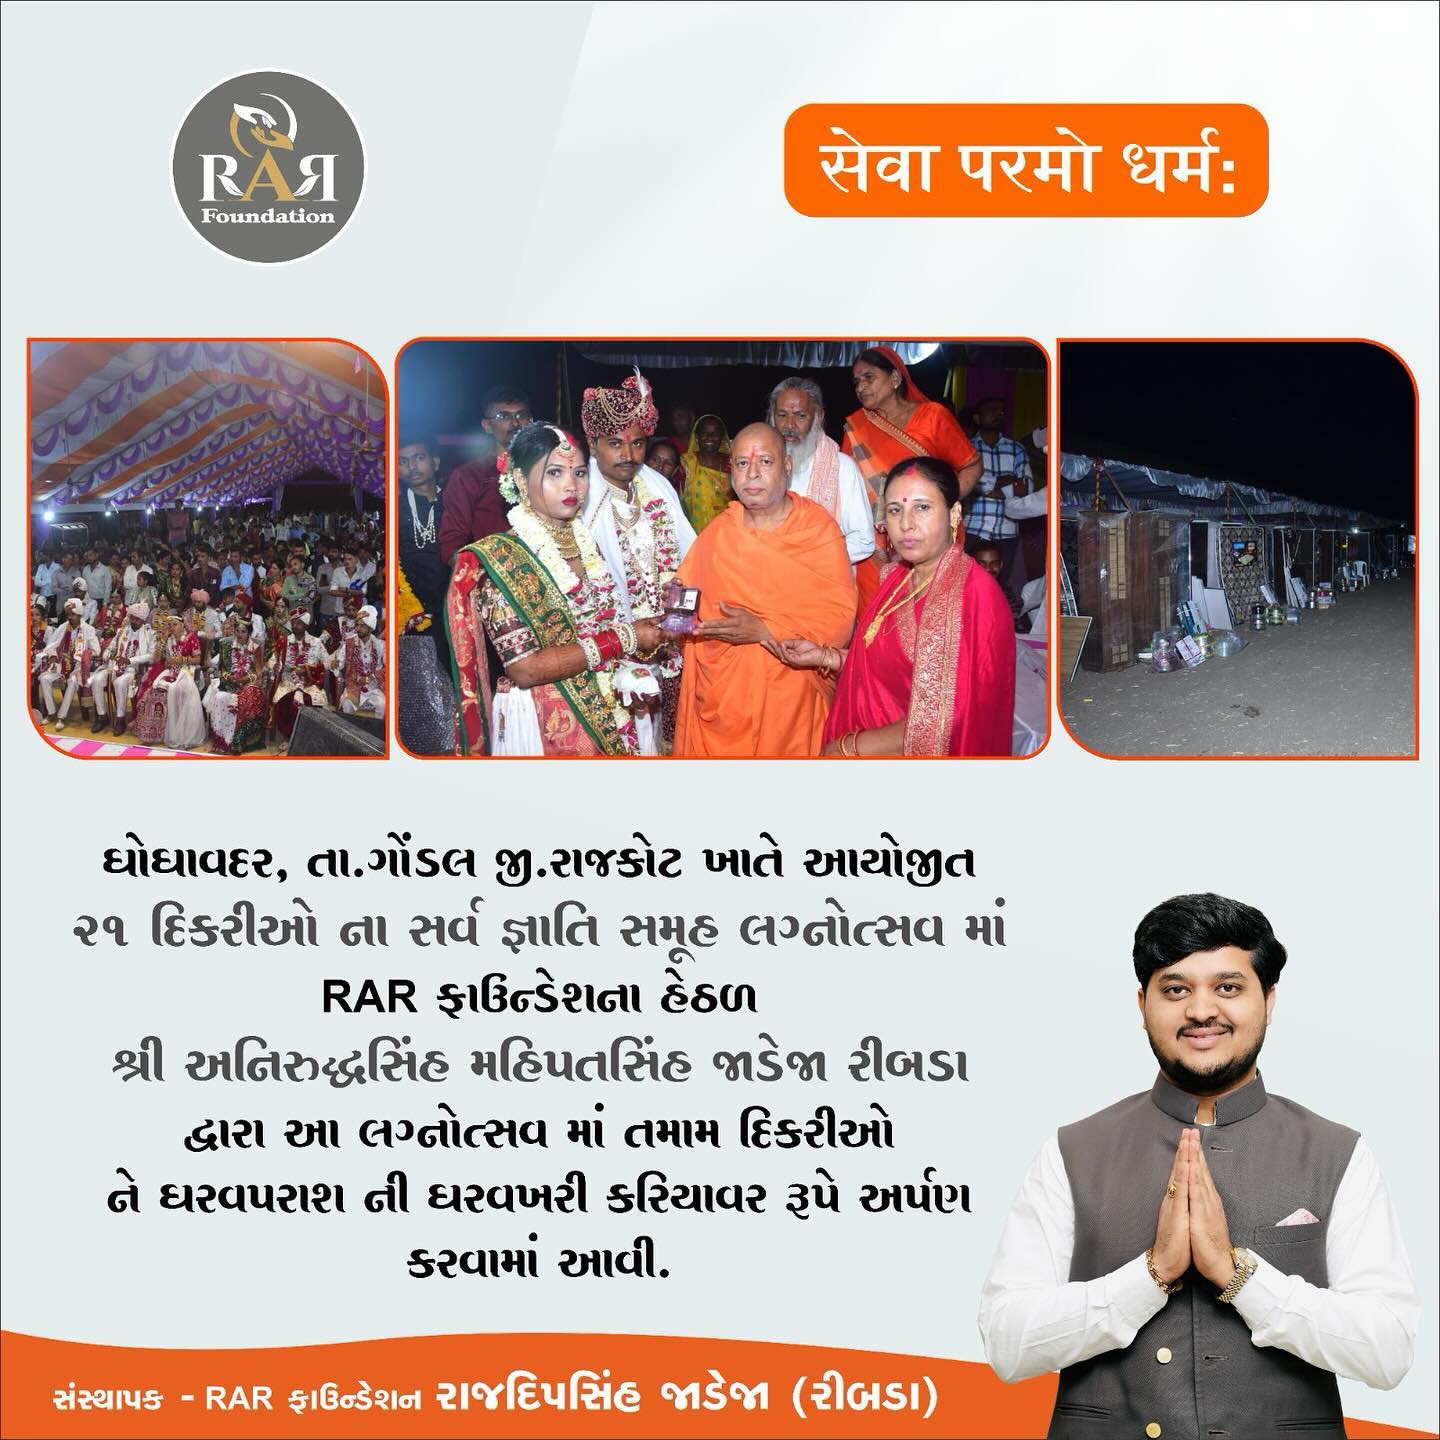 RAR
Foundation
सेवा परमो धर्म:
ઘોઘાવદર, તા.ગોંડલ જી.રાજકોટ ખાતે આયોજીત
૨૧ દિકરીઓ ના સર્વ જ્ઞાતિ સમૂહ લગ્નોત્સવ માં
RAR ફાઉન્ડેશના હેઠળ
શ્રી અનિરુદ્ધસિંહ મહિપતસિંહ જાડેજા રીબડા
દ્વારા આ લગ્નોત્સવ માં તમામ દિકરીઓ
ને ઘરવપરાશ ની ઘરવખરી કરિયાવર રૂપે અર્પણ
કરવામાં આવી.
સંસ્થાપક - RAR ફાઉન્ડેશન રાજદિપસિંહ જાડેજા (રીબડા)